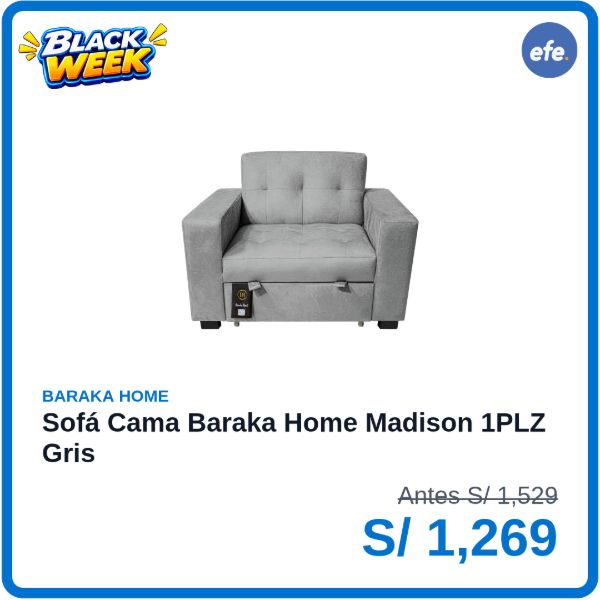 BLACK
WEEK
efe.
BARAKA HOME
Sofá Cama Baraka Home Madison 1PLZ
Gris
Antes S/ 1,529
S/ 1,269